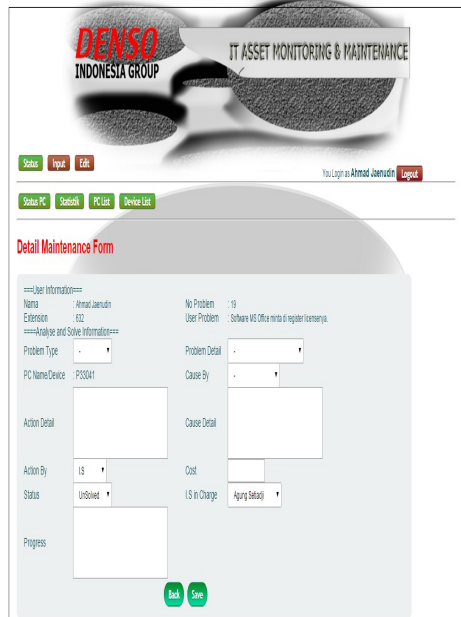 DENSO
INDONESIA GROUP
IT ASSET MONITORING & MAINTENANCE
Status Input Edit
You Login as Ahmad Jaenudin Logout
Status PC Statistik PC List Device List
Detail Maintenance Form
===User Information===
Nama : Ahmad Jaenudin No Problem : 19
Extension : 632 User Problem : Software MS Office minta di register licensenya.
====Analyse and Solve Information===
Problem Type - Problem Detail -
PC Name/Device : P33041 Cause By -
Action Detail Cause Detail
Action By I.S Cost
Status UnSolved I.S in Charge Agung Setiadji
Progress
Back Save